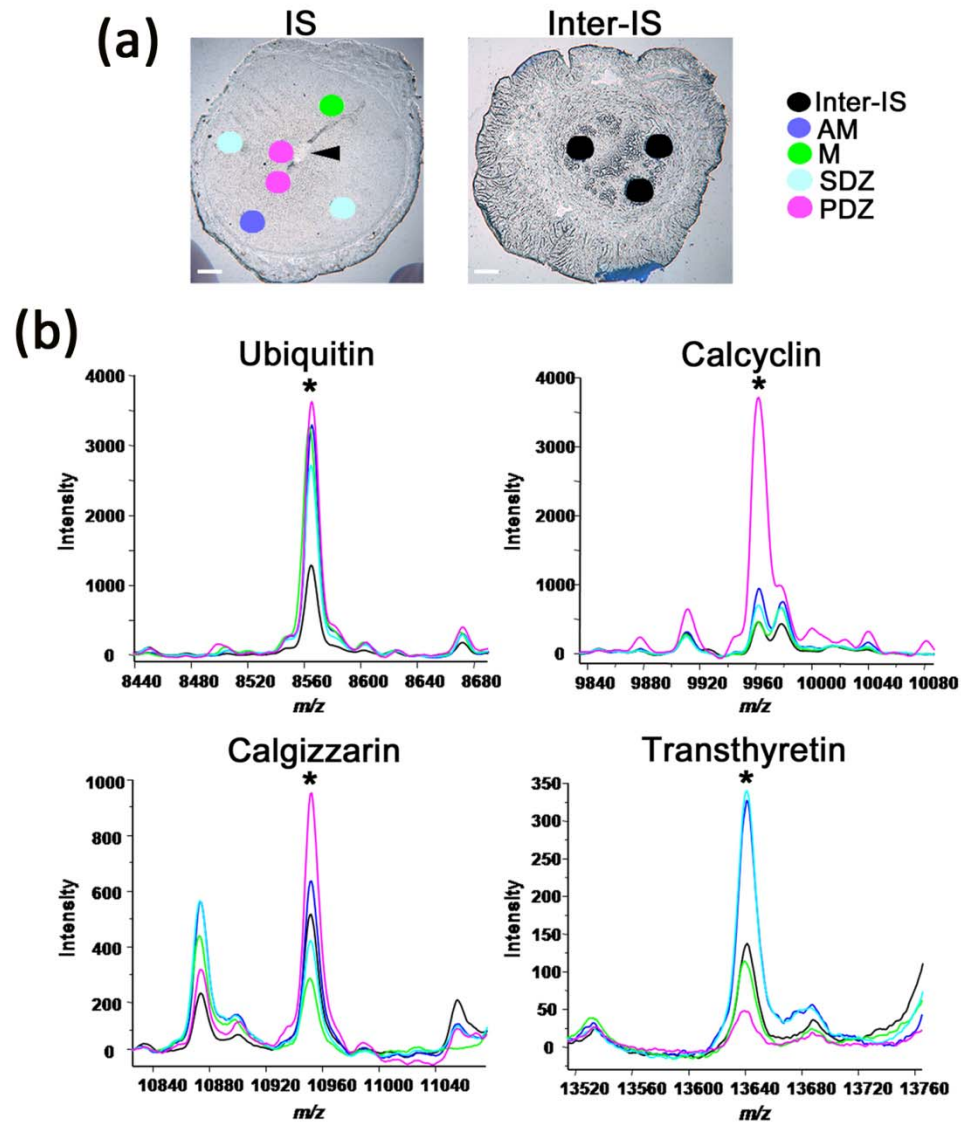 (a)
IS
Inter-IS
Inter-IS
AM
M
SDZ
PDZ
(b)
Ubiquitin
*
4000
3000
2000
1000
0
Intensity
8440 8480 8520 8560 8600 8640 8680
m/z
Calcyclin
*
4000
3000
2000
1000
0
Intensity
9840 9880 9920 9960 10000 10040 10080
m/z
Calgizzarin
*
1000
800
600
400
200
0
Intensity
10840 10880 10920 10960 11000 11040
m/z
Transthyretin
*
350
300
250
200
150
100
50
0
Intensity
13520 13560 13600 13640 13680 13720 13760
m/z